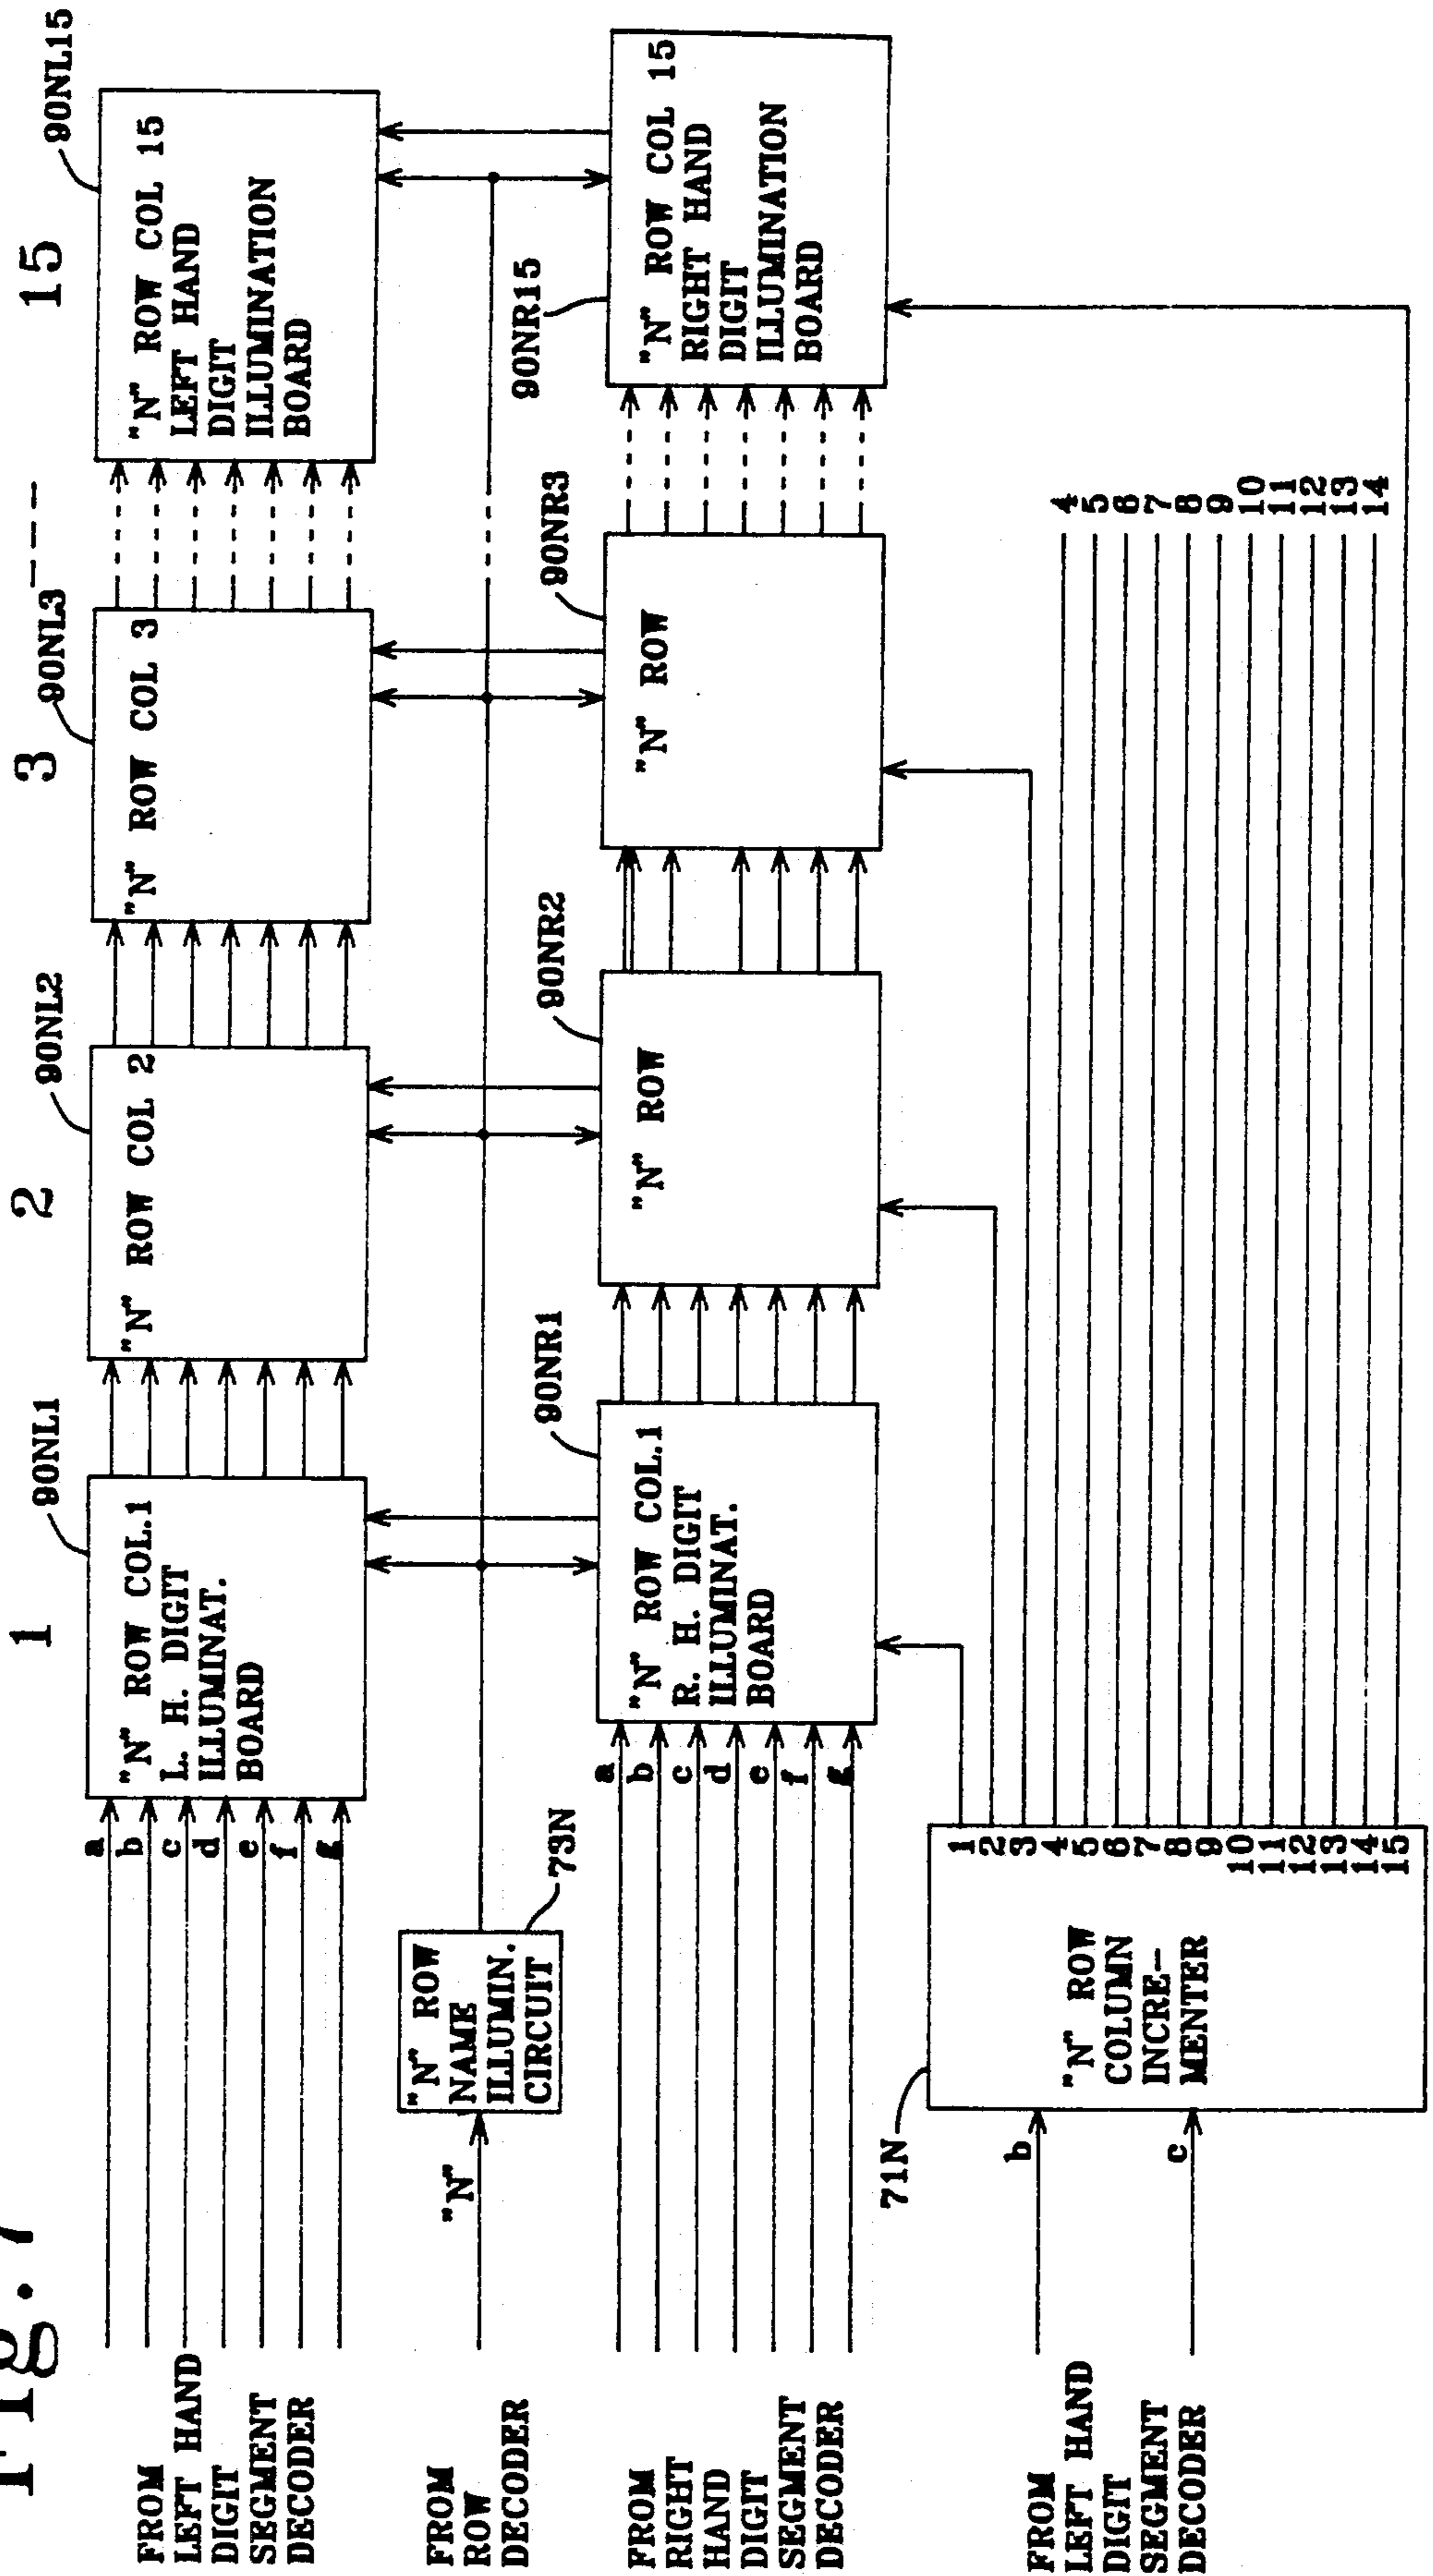 Fig. 7
1
2
3
---
15
90NL1
90NL2
90NL3
90NL15
FROM
LEFT HAND
DIGIT
SEGMENT
DECODER
a
b
c
d
e
f
g
"N" ROW COL.1
L. H. DIGIT
ILLUMINAT.
BOARD
"N" ROW COL 2
"N" ROW COL 3
"N" ROW COL 15
LEFT HAND
DIGIT
ILLUMINATION
BOARD
FROM
ROW
DECODER
"N"
"N" ROW
NAME
ILLUMIN.
CIRCUIT
73N
90NR1
90NR2
90NR3
90NR15
FROM
RIGHT
HAND
DIGIT
SEGMENT
DECODER
a
b
c
d
e
f
g
"N" ROW COL.1
R. H. DIGIT
ILLUMINAT.
BOARD
"N" ROW
"N" ROW
"N" ROW COL 15
RIGHT HAND
DIGIT
ILLUMINATION
BOARD
71N
FROM
LEFT HAND
DIGIT
SEGMENT
DECODER
b
c
"N" ROW
COLUMN
INCRE-
MENTER
1
2
3
4
5
6
7
8
9
10
11
12
13
14
15
4
5
6
7
8
9
10
11
12
13
14